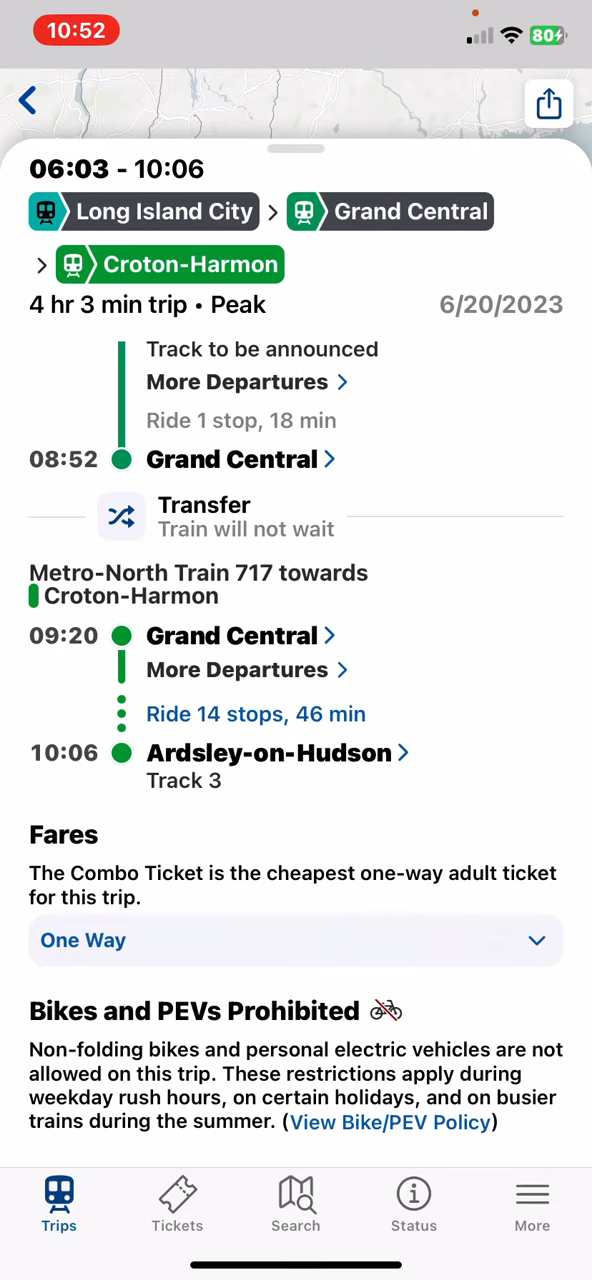 10:52
80
06:03 - 10:06
Long Island City > Grand Central
> Croton-Harmon
4 hr 3 min trip • Peak 6/20/2023
Track to be announced
More Departures >
Ride 1 stop, 18 min
08:52 Grand Central >
Transfer
Train will not wait
Metro-North Train 717 towards
Croton-Harmon
09:20 Grand Central >
More Departures >
Ride 14 stops, 46 min
10:06 Ardsley-on-Hudson >
Track 3
Fares
The Combo Ticket is the cheapest one-way adult ticket
for this trip.
One Way
Bikes and PEVs Prohibited
Non-folding bikes and personal electric vehicles are not
allowed on this trip. These restrictions apply during
weekday rush hours, on certain holidays, and on busier
trains during the summer. (View Bike/PEV Policy)
Trips Tickets Search Status More